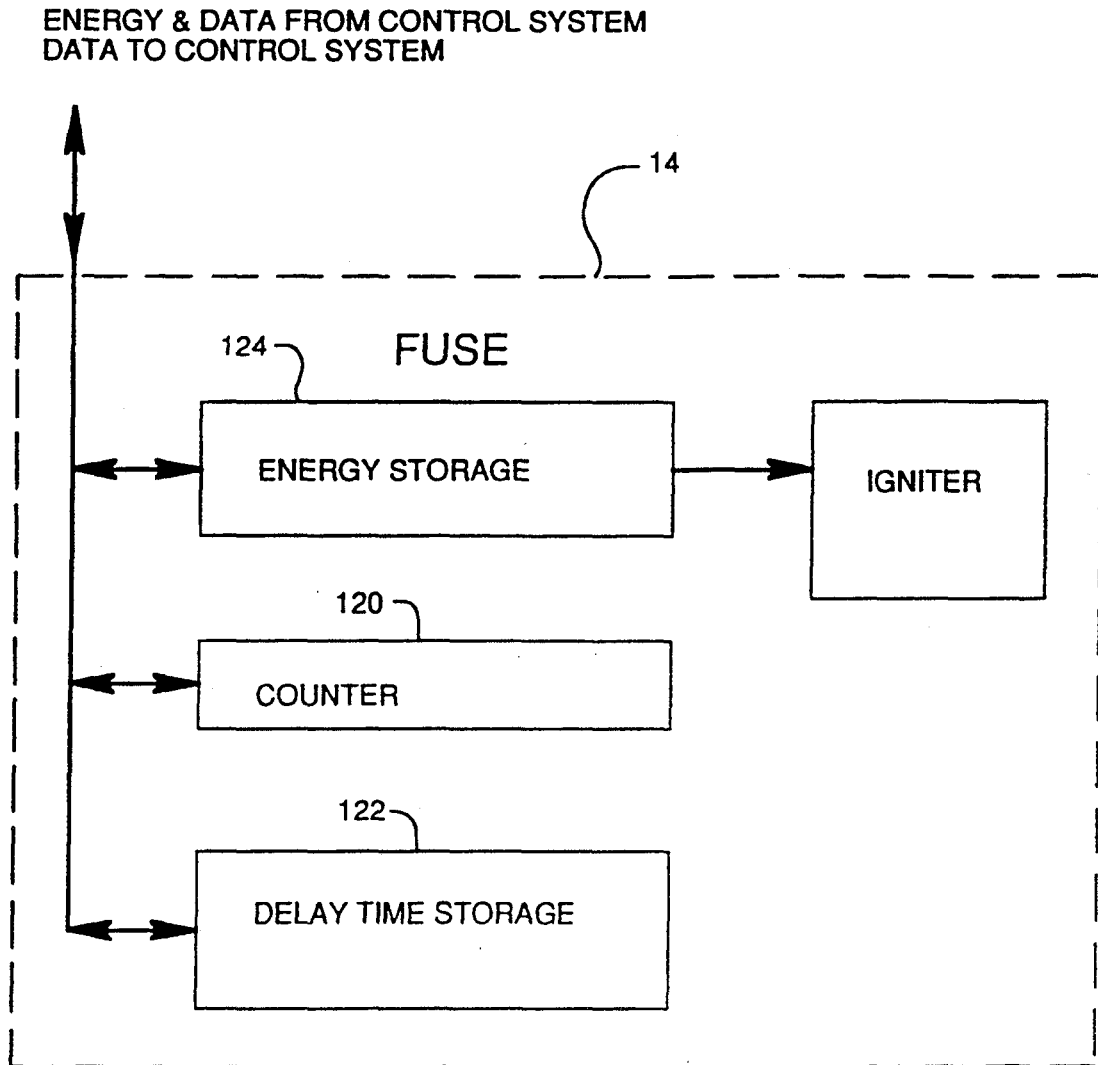 ENERGY & DATA FROM CONTROL SYSTEM
DATA TO CONTROL SYSTEM
14
124
FUSE
ENERGY STORAGE
IGNITER
120
COUNTER
122
DELAY TIME STORAGE